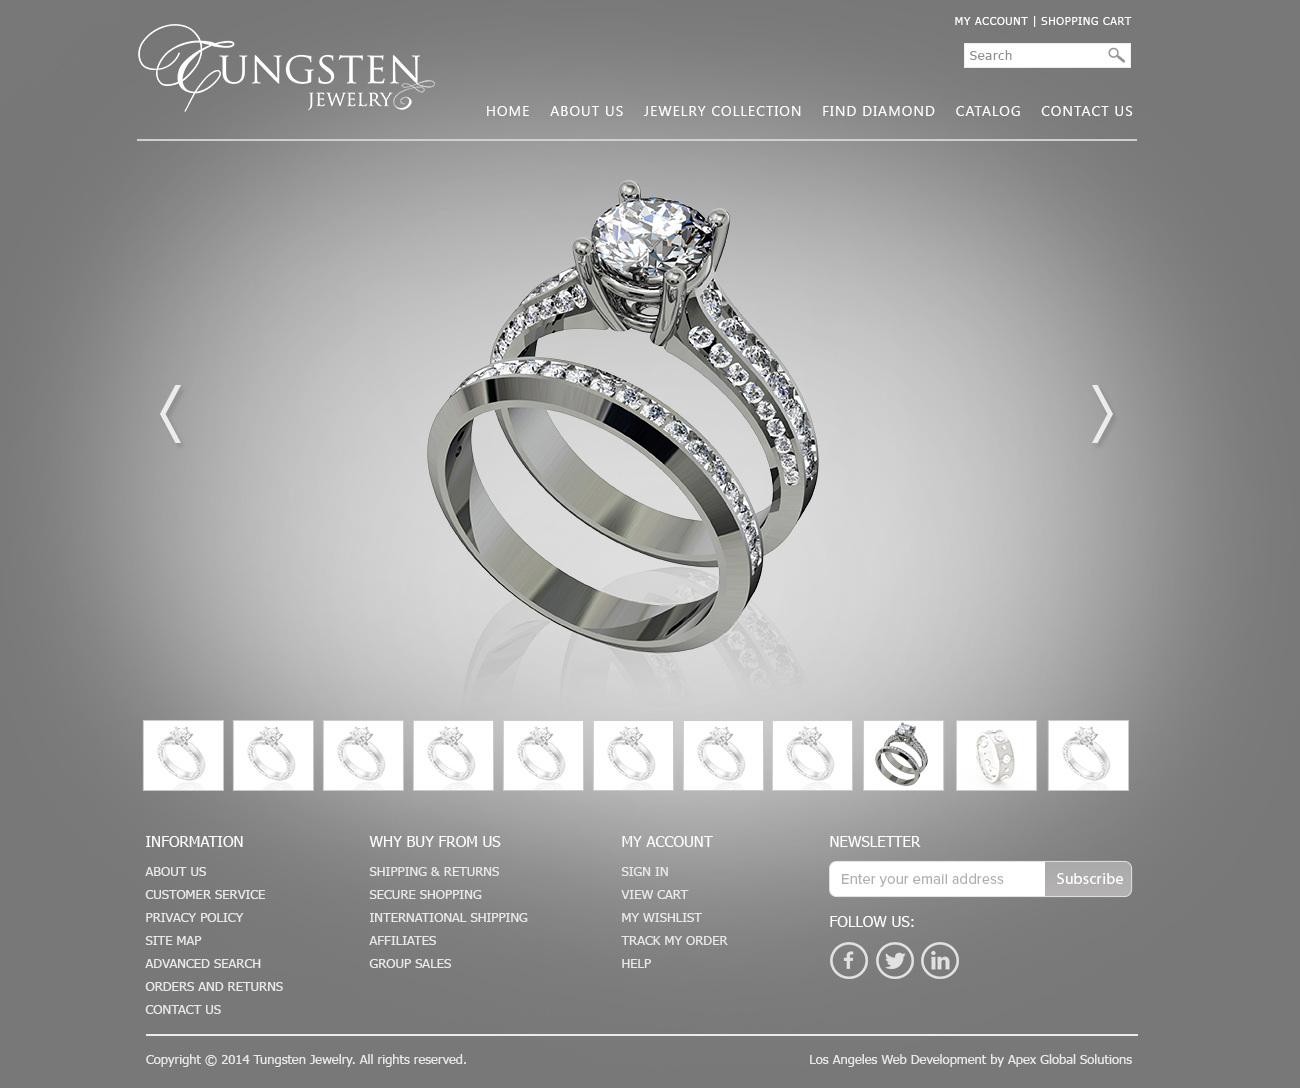 MY ACCOUNT | SHOPPING CART
TUNGSTEN
JEWELRY
Search
HOME ABOUT US JEWELRY COLLECTION FIND DIAMOND CATALOG CONTACT US
INFORMATION
ABOUT US
CUSTOMER SERVICE
PRIVACY POLICY
SITE MAP
ADVANCED SEARCH
ORDERS AND RETURNS
CONTACT US
WHY BUY FROM US
SHIPPING & RETURNS
SECURE SHOPPING
INTERNATIONAL SHIPPING
AFFILIATES
GROUP SALES
MY ACCOUNT
SIGN IN
VIEW CART
MY WISHLIST
TRACK MY ORDER
HELP
NEWSLETTER
Enter your email address Subscribe
FOLLOW US:
Copyright © 2014 Tungsten Jewelry. All rights reserved.
Los Angeles Web Development by Apex Global Solutions